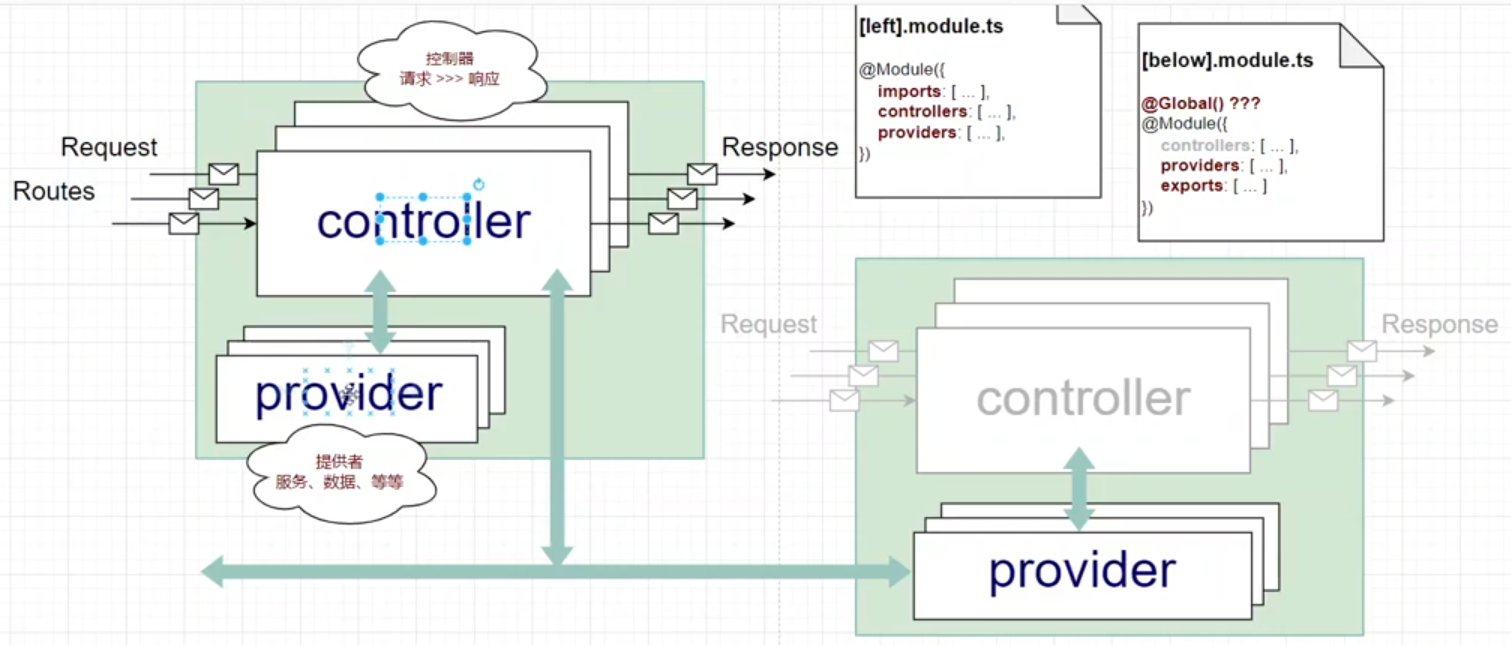 控制器
请求 >>> 响应
Request
Routes
Response
controller
provider
提供者
服务、数据、等等
[left].module.ts
@Module({
imports: [ ... ],
controllers: [ ... ],
providers: [ ... ],
})
[below].module.ts
@Global() ???
@Module({
controllers: [ ... ],
providers: [ ... ],
exports: [ ... ]
})
Request
Response
controller
provider